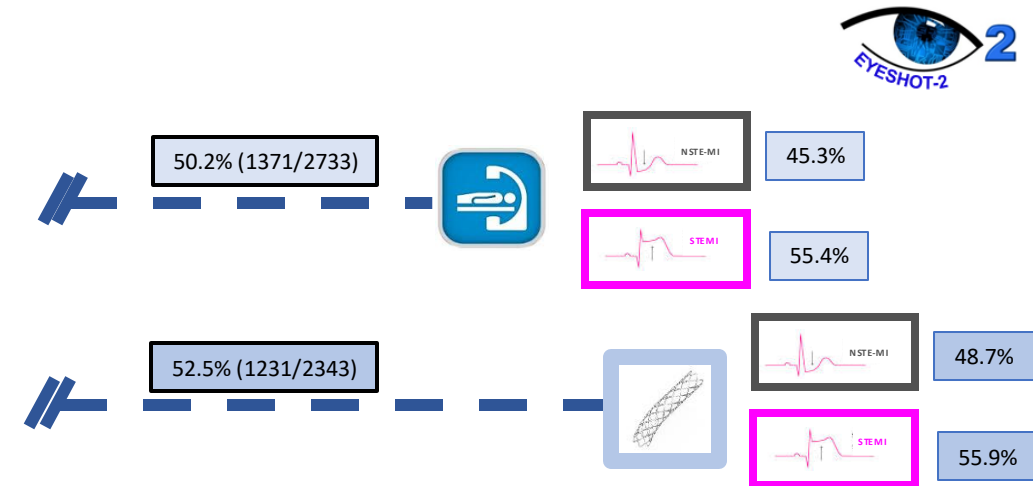 2
EYESHOT-2
50.2% (1371/2733)
NSTE-MI
45.3%
STEMI
55.4%
52.5% (1231/2343)
NSTE-MI
48.7%
STEMI
55.9%